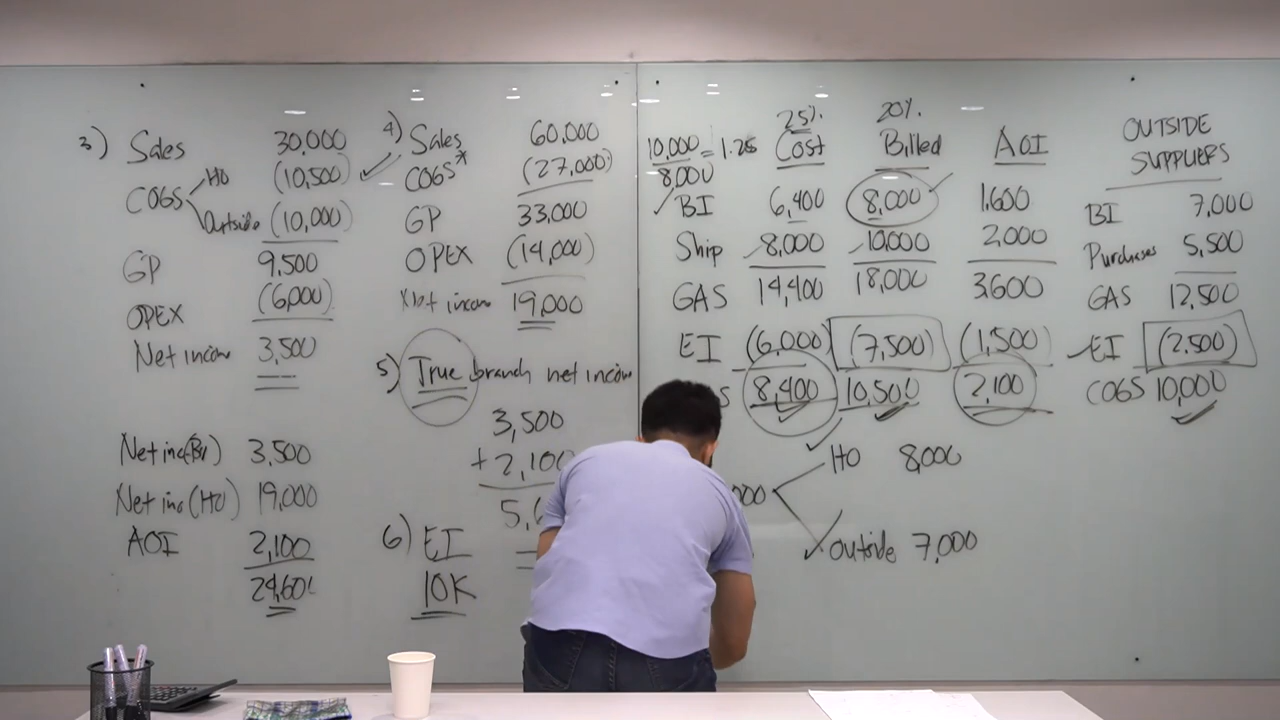 3) Sales 30,000
COGS HO (10,500)
Outside (10,000)
GP 9,500
OPEX (6,000)
Net income 3,500
Net inc(Br) 3,500
Net inc(HO) 19,000
AOI 2,100
24,600
4) Sales 60,000
COGS* (27,000)
GP 33,000
OPEX (14,000)
Net income 19,000
5) True branch net income
3,500
+ 2,100
5,
6) EI
10K
10,000 = 1.25
8,000
25% 20%
Cost Billed AOI
BI 6,400 8,000 1,600
Ship 8,000 10,000 2,000
GAS 14,400 18,000 3,600
EI (6,000) (7,500) (1,500)
S 8,400 10,500 2,100
OUTSIDE
SUPPLIERS
BI 7,000
Purchases 5,500
GAS 12,500
EI (2,500)
COGS 10,000
HO 8,000
000
outside 7,000